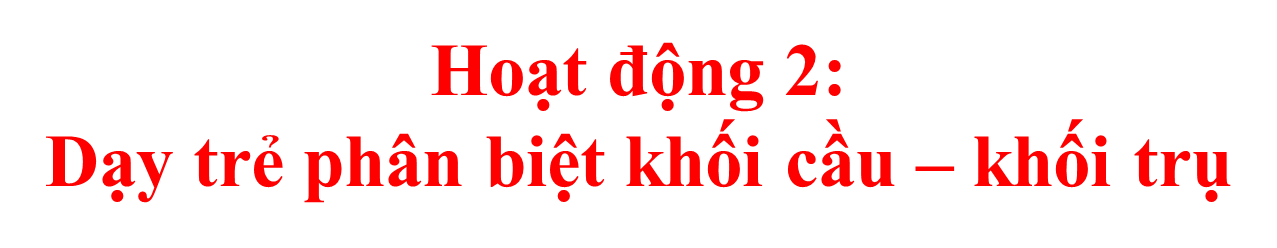 Hoạt động 2:
Dạy trẻ phân biệt khối cầu – khối trụ